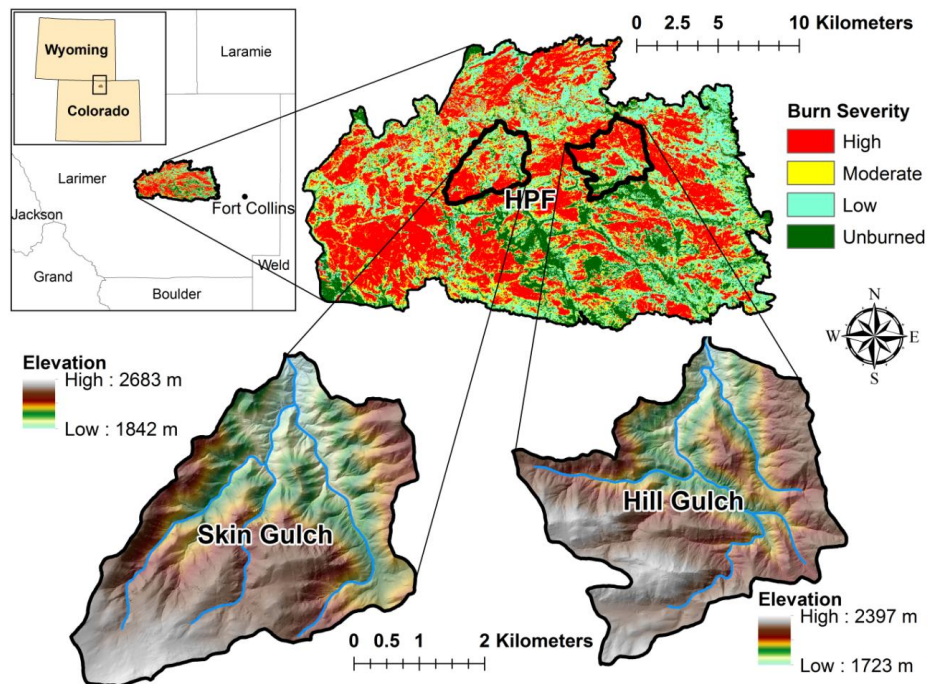 Wyoming
Colorado
Laramie
Larimer
Fort Collins
Jackson
Grand
Weld
Boulder
0 2.5 5 10 Kilometers
HPF
Burn Severity
High
Moderate
Low
Unburned
N
W E
S
Elevation
High : 2683 m
Low : 1842 m
Skin Gulch
Hill Gulch
0 0.5 1 2 Kilometers
Elevation
High : 2397 m
Low : 1723 m